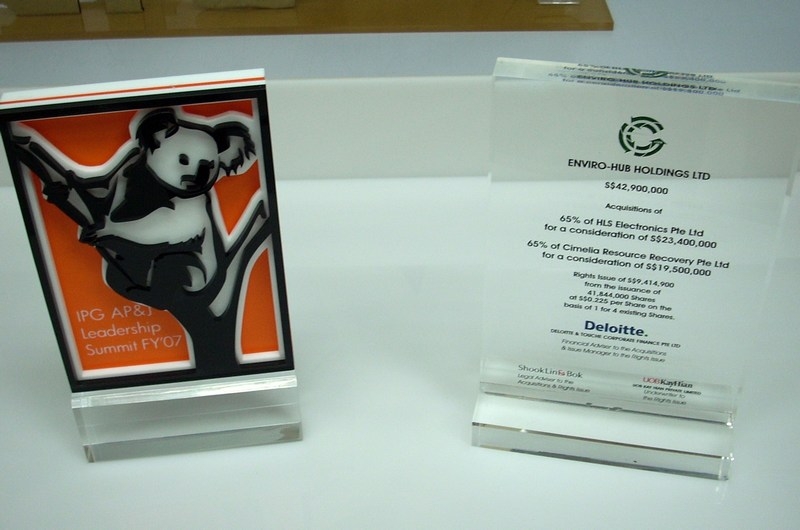 IPG AP&J
Leadership
Summit FY'07
ENVIRO-HUB HOLDINGS LTD
S$42,900,000
Acquisitions of
65% of HLS Electronics Pte Ltd
for a consideration of S$23,400,000
65% of Cimelia Resource Recovery Pte Ltd
for a consideration of S$19,500,000
Rights Issue of S$9,414,900
from the issuance of
41,844,000 Shares
at S$0.225 per Share on the
basis of 1 for 4 existing Shares.
Deloitte.
DELOITTE & TOUCHE CORPORATE FINANCE PTE LTD
Financial Adviser to the Acquisitions
& Issue Manager to the Rights Issue
ShookLin&Bok
Legal Adviser to the
Acquisitions & Rights Issue
UOBKayHian
UOB KAY HIAN PRIVATE LIMITED
Underwriter to
the Rights Issue